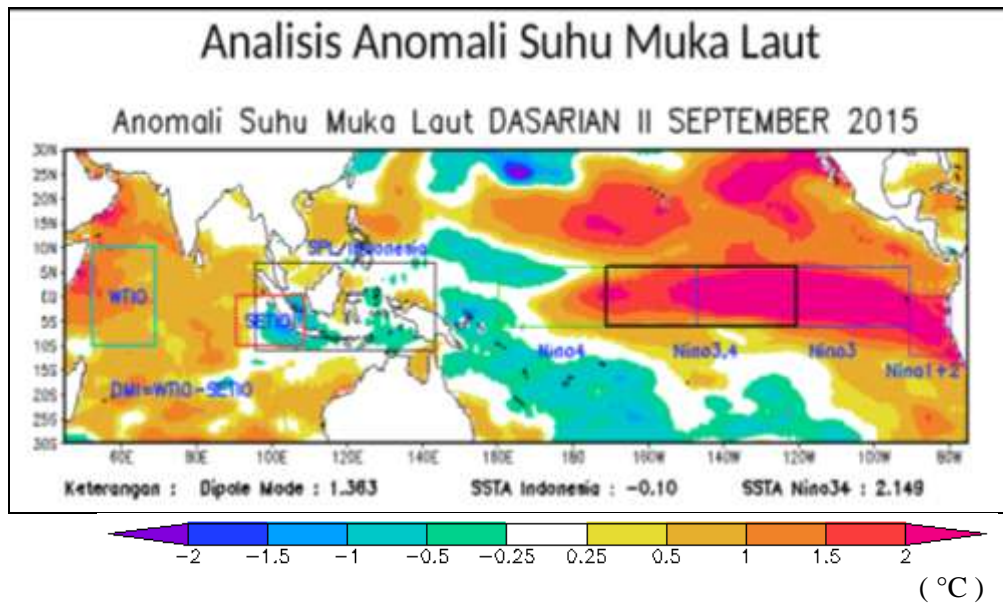 Analisis Anomali Suhu Muka Laut
Anomali Suhu Muka Laut DASARIAN II SEPTEMBER 2015
30N
25N
20N
15N
10N
5N
EQ
5S
10S
15S
20S
25S
30S
SPL Indonesia
WTIO
SETIO
Nino4
Nino3,4
Nino3
Nino1+2
DMI=WTIO-SETIO
60E 80E 100E 120E 140E 160E 180 160W 140W 120W 100W 80W
Keterangan : Dipole Mode : 1.363 SSTA Indonesia : -0.10 SSTA Nino34 : 2.149
-2 -1.5 -1 -0.5 -0.25 0.25 0.5 1 1.5 2
( °C )